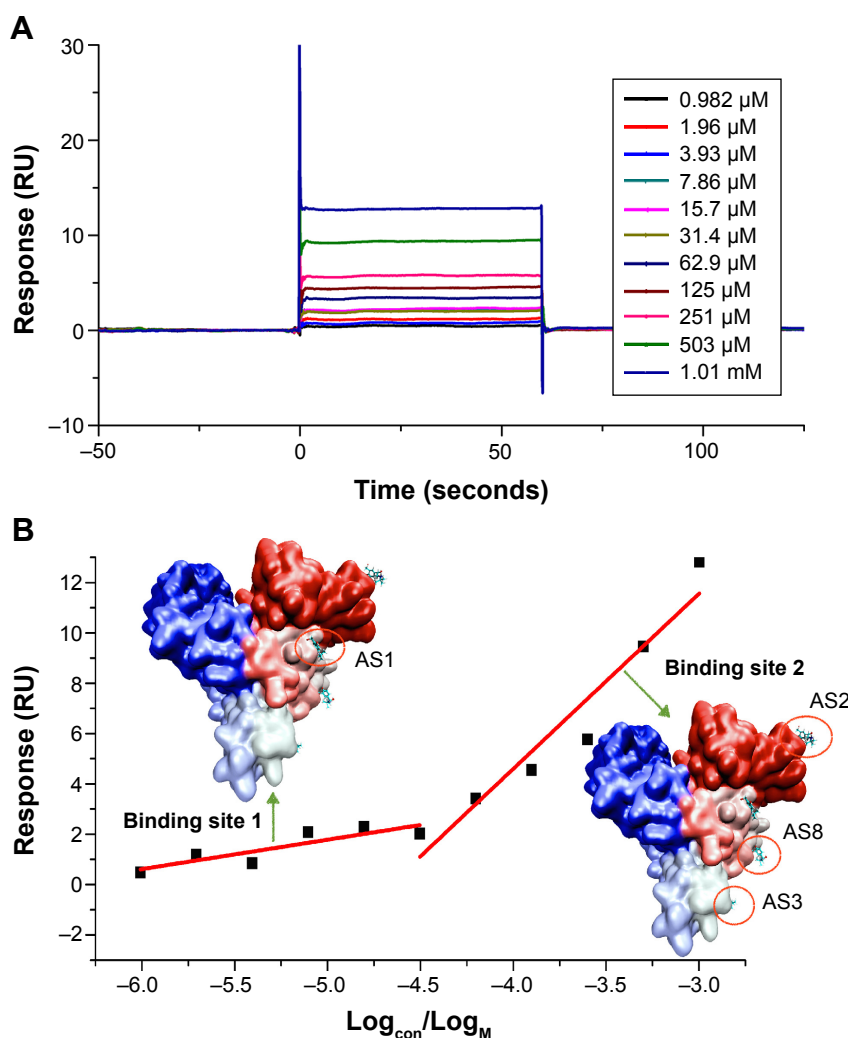 A
30
20
10
0
–10
Response (RU)
–50
0
50
100
Time (seconds)
0.982 µM
1.96 µM
3.93 µM
7.86 µM
15.7 µM
31.4 µM
62.9 µM
125 µM
251 µM
503 µM
1.01 mM
B
12
10
8
6
4
2
0
–2
Response (RU)
AS1
Binding site 1
Binding site 2
AS2
AS8
AS3
–6.0
–5.5
–5.0
–4.5
–4.0
–3.5
–3.0
Log_con/Log_M